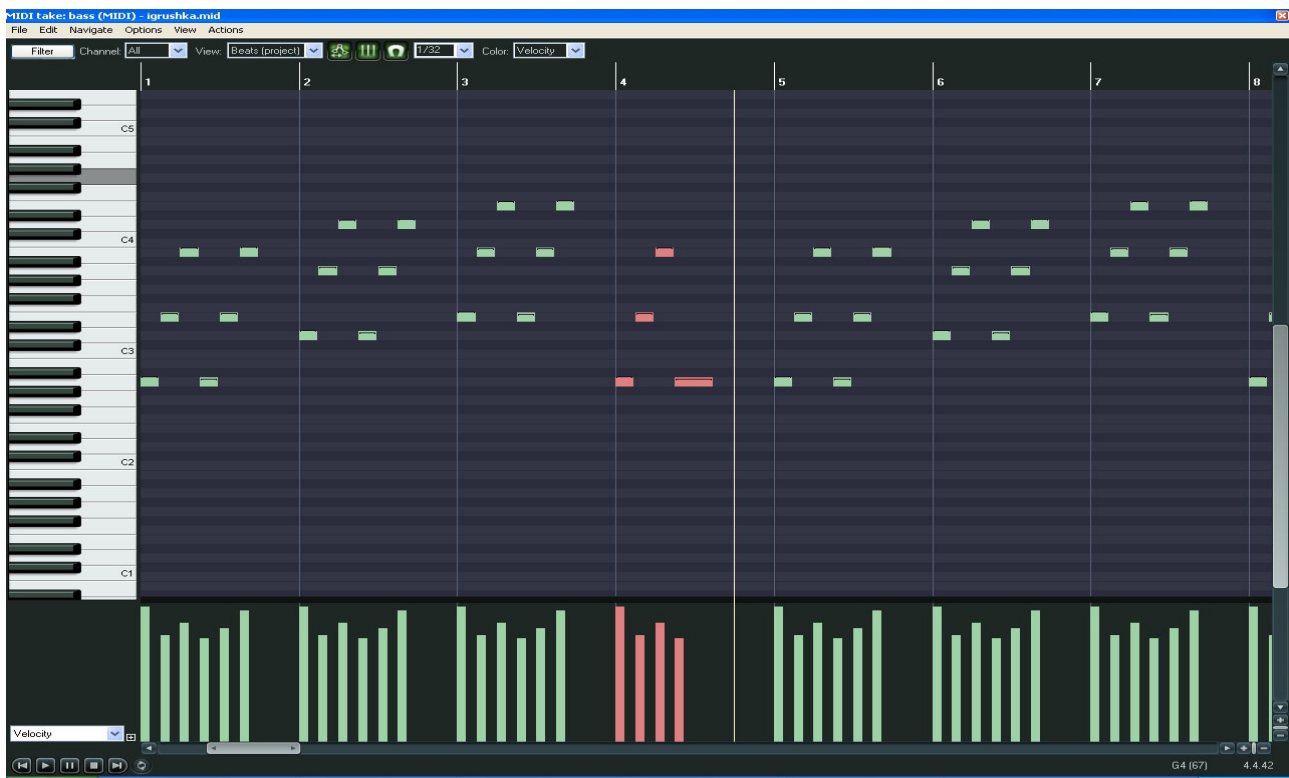 MIDI take: bass (MIDI) - igrushka.mid
File Edit Navigate Options View Actions
Filter Channel: All View: Beats (project) 1/32 Color: Velocity
1 2 3 4 5 6 7 8
C5
C4
C3
C2
C1
Velocity
G4 (67) 4.4.42